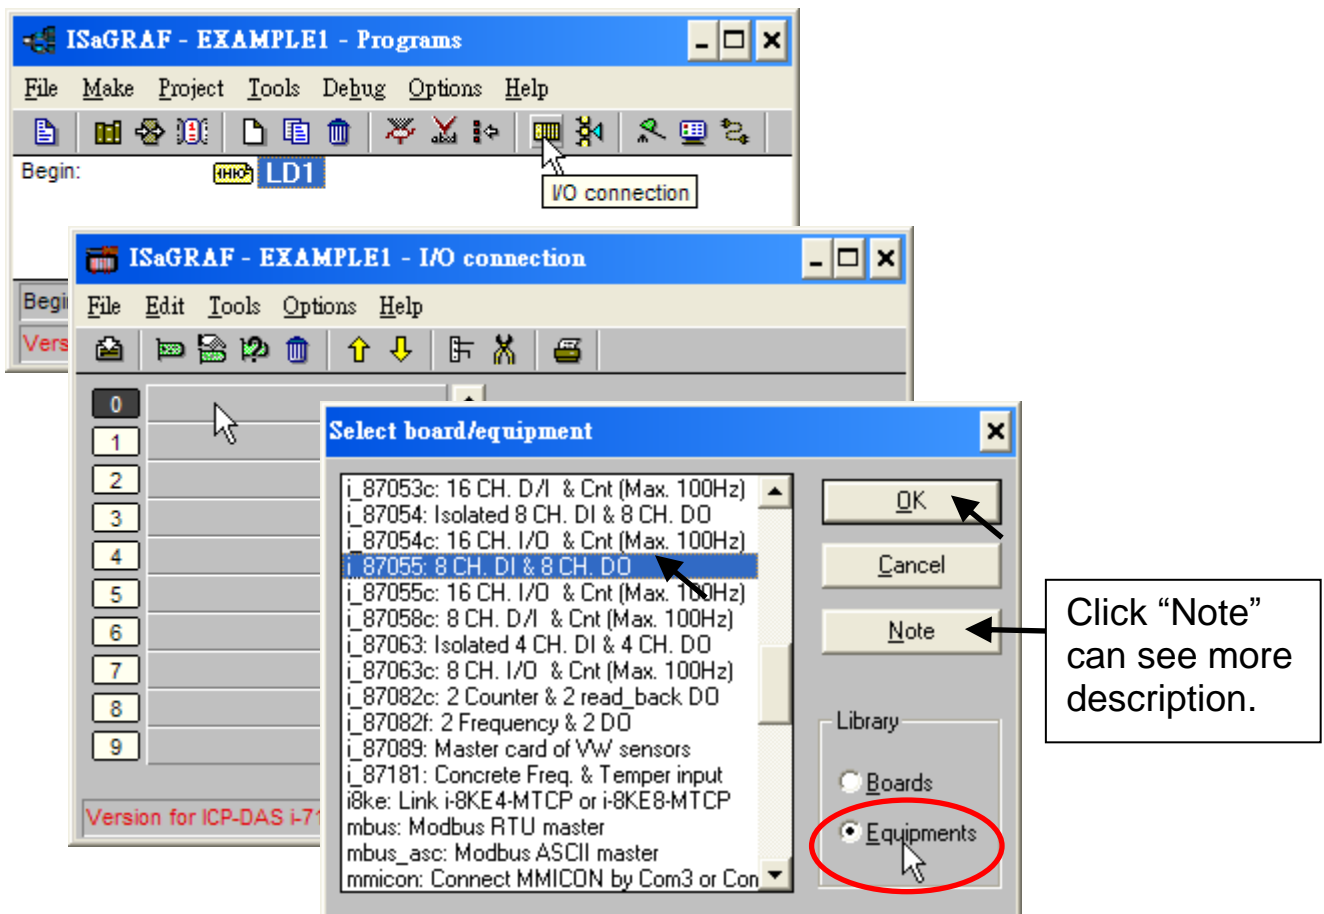 ISaGRAF - EXAMPLE1 - Programs
File Make Project Tools Debug Options Help
Begin: LD1
I/O connection
ISaGRAF - EXAMPLE1 - I/O connection
Begi
File Edit Tools Options Help
Vers
0
1
2
3
4
5
6
7
8
9
Version for ICP-DAS i-71
Select board/equipment
i_87053c: 16 CH. D/I & Cnt (Max. 100Hz)
i_87054: Isolated 8 CH. DI & 8 CH. DO
i_87054c: 16 CH. I/O & Cnt (Max. 100Hz)
i_87055: 8 CH. DI & 8 CH. DO
i_87055c: 16 CH. I/O & Cnt (Max. 100Hz)
i_87058c: 8 CH. D/I & Cnt (Max. 100Hz)
i_87063: Isolated 4 CH. DI & 4 CH. DO
i_87063c: 8 CH. I/O & Cnt (Max. 100Hz)
i_87082c: 2 Counter & 2 read_back DO
i_87082f: 2 Frequency & 2 DO
i_87089: Master card of VW sensors
i_87181: Concrete Freq. & Temper input
i8ke: Link i-8KE4-MTCP or i-8KE8-MTCP
mbus: Modbus RTU master
mbus_asc: Modbus ASCII master
mmicon: Connect MMICON by Com3 or Con
OK
Cancel
Note
Library
Boards
Equipments
Click “Note”
can see more
description.